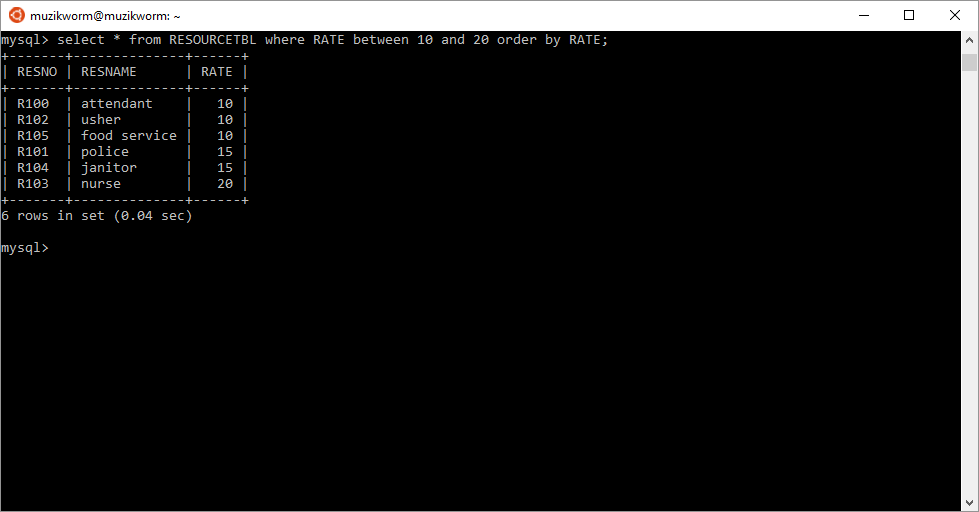 muzikworm@muzikworm: ~
mysql> select * from RESOURCETBL where RATE between 10 and 20 order by RATE;
+-------+--------------+------+
| RESNO | RESNAME      | RATE |
+-------+--------------+------+
| R100  | attendant    |   10 |
| R102  | usher        |   10 |
| R105  | food service |   10 |
| R101  | police       |   15 |
| R104  | janitor      |   15 |
| R103  | nurse        |   20 |
+-------+--------------+------+
6 rows in set (0.04 sec)
mysql>